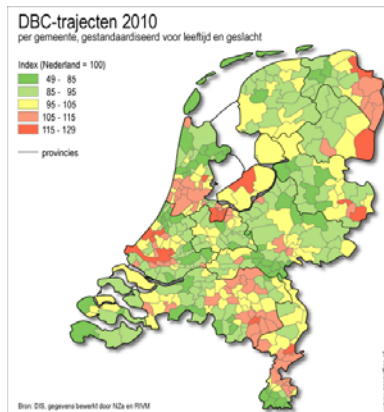 DBC-trajecten 2010
per gemeente, gestandaardiseerd voor leeftijd en geslacht
Index (Nederland = 100)
49 - 85
85 - 95
95 - 105
105 - 115
115 - 129
provincies
Bron: DIS, gegevens bewerkt door NZa en RIVM